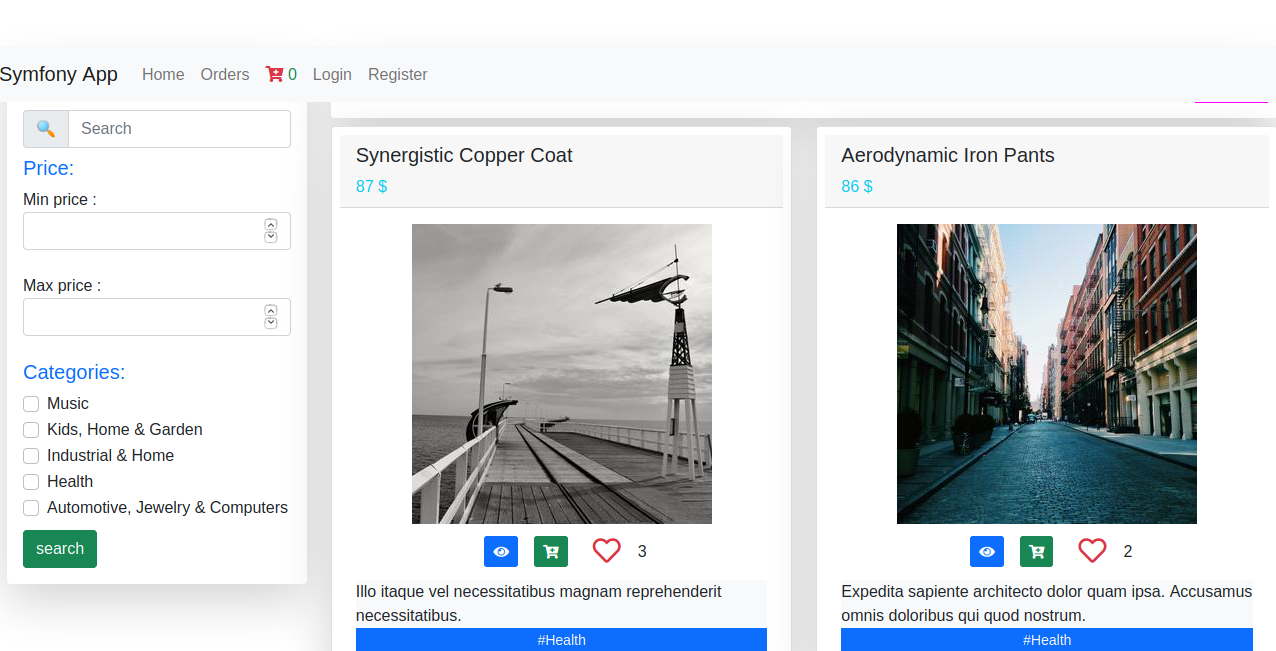 Symfony App Home Orders 0 Login Register
Search
Price:
Min price :
Max price :
Categories:
Music
Kids, Home & Garden
Industrial & Home
Health
Automotive, Jewelry & Computers
search
Synergistic Copper Coat
87 $
3
Illo itaque vel necessitatibus magnam reprehenderit
necessitatibus.
#Health
Aerodynamic Iron Pants
86 $
2
Expedita sapiente architecto dolor quam ipsa. Accusamus
omnis doloribus qui quod nostrum.
#Health